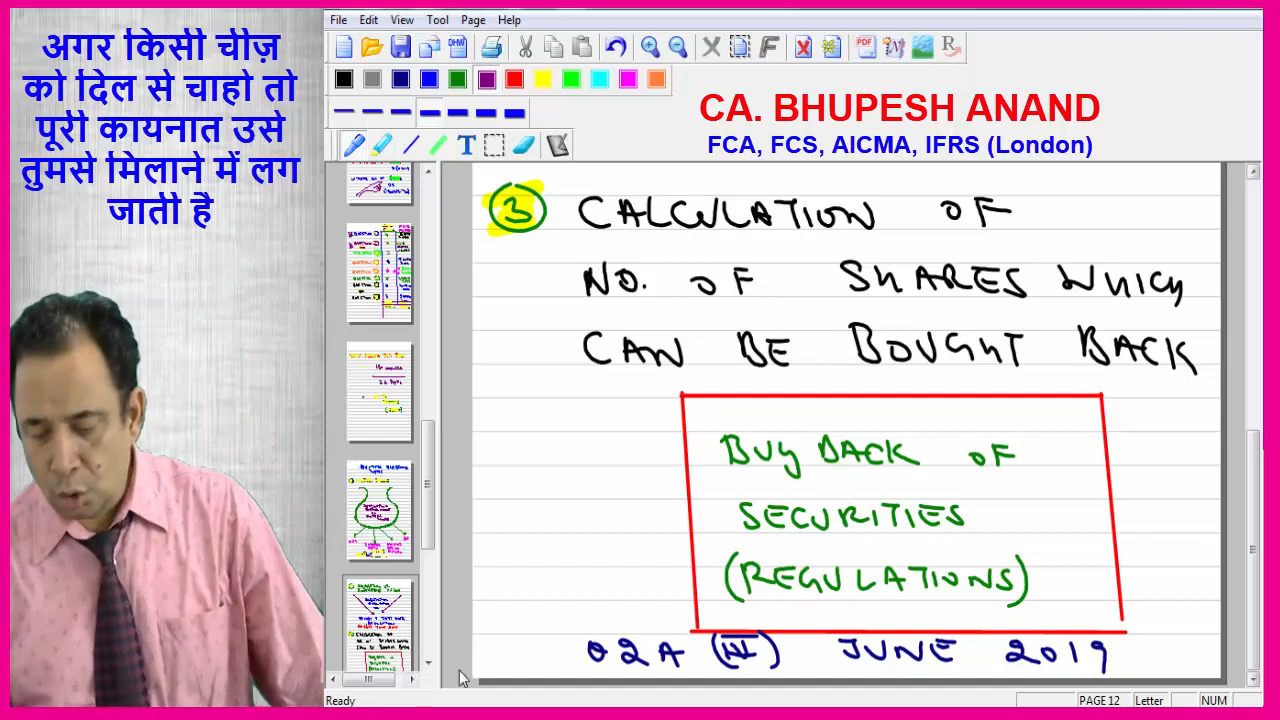 अगर किसी चीज़
को दिल से चाहो तो
पूरी कायनात उसे
तुमसे मिलाने में लग
जाती है
File Edit View Tool Page Help
CA. BHUPESH ANAND
FCA, FCS, AICMA, IFRS (London)
3 CALCULATION OF
NO. OF SHARES WHICH
CAN BE BOUGHT BACK
BUY BACK OF
SECURITIES
(REGULATIONS)
Q2A (IV) JUNE 2019
Ready
PAGE 12 Letter NUM